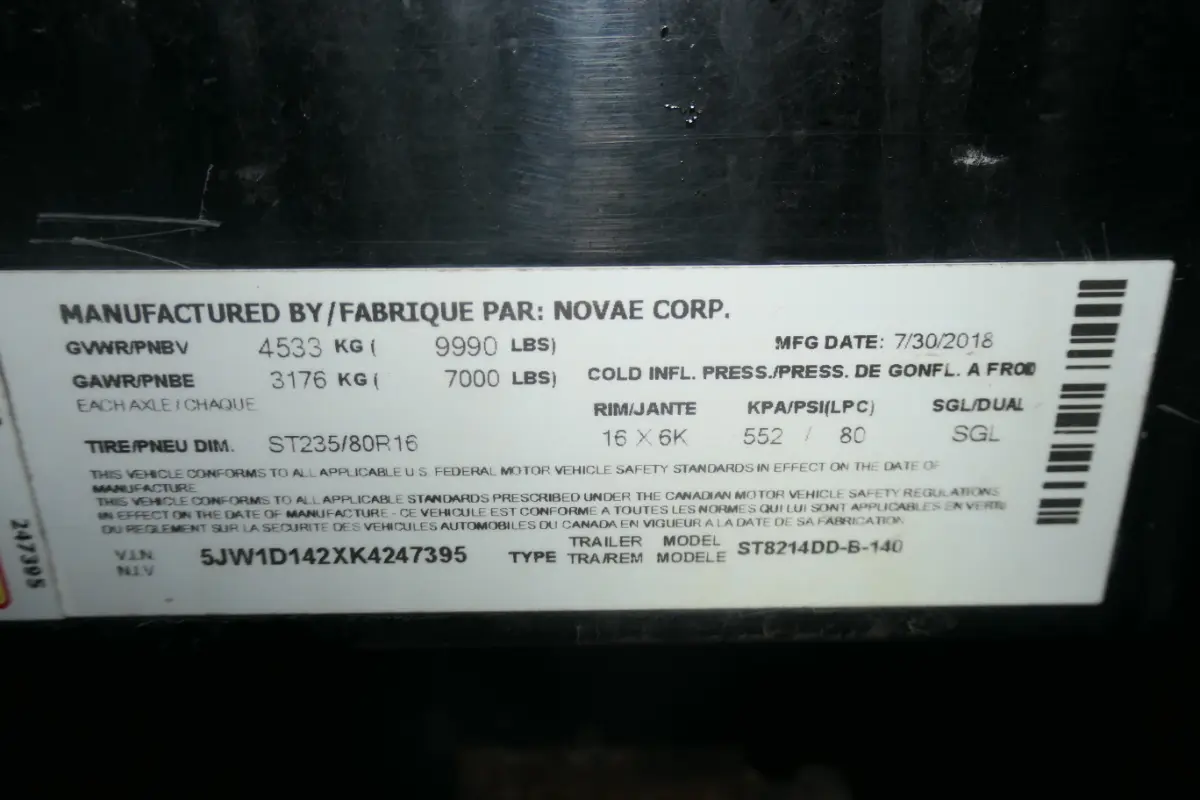 MANUFACTURED BY/FABRIQUE PAR: NOVAE CORP.
GVWR/PNBV 4533 KG ( 9990 LBS) MFG DATE: 7/30/2018
GAWR/PNBE 3176 KG ( 7000 LBS) COLD INFL. PRESS./PRESS. DE GONFL. A FROID
EACH AXLE / CHAQUE RIM/JANTE KPA/PSI(LPC) SGL/DUAL
TIRE/PNEU DIM. ST235/80R16 16 X 6K 552 / 80 SGL
THIS VEHICLE CONFORMS TO ALL APPLICABLE U.S. FEDERAL MOTOR VEHICLE SAFETY STANDARDS IN EFFECT ON THE DATE OF
MANUFACTURE
THIS VEHICLE CONFORMS TO ALL APPLICABLE STANDARDS PRESCRIBED UNDER THE CANADIAN MOTOR VEHICLE SAFETY REGULATIONS
IN EFFECT ON THE DATE OF MANUFACTURE - CE VEHICULE EST CONFORME A TOUTES LES NORMES QUI LUI SONT APPLICABLES EN VERTU
DU REGLEMENT SUR LA SECURITE DES VEHICULES AUTOMOBILES DU CANADA EN VIGUEUR A LA DATE DE SA FABRICATION
V.I.N. 5JW1D142XK4247395 TYPE TRAILER MODEL ST8214DD-B-140
N.I.V TRA/REM MODELE
247395